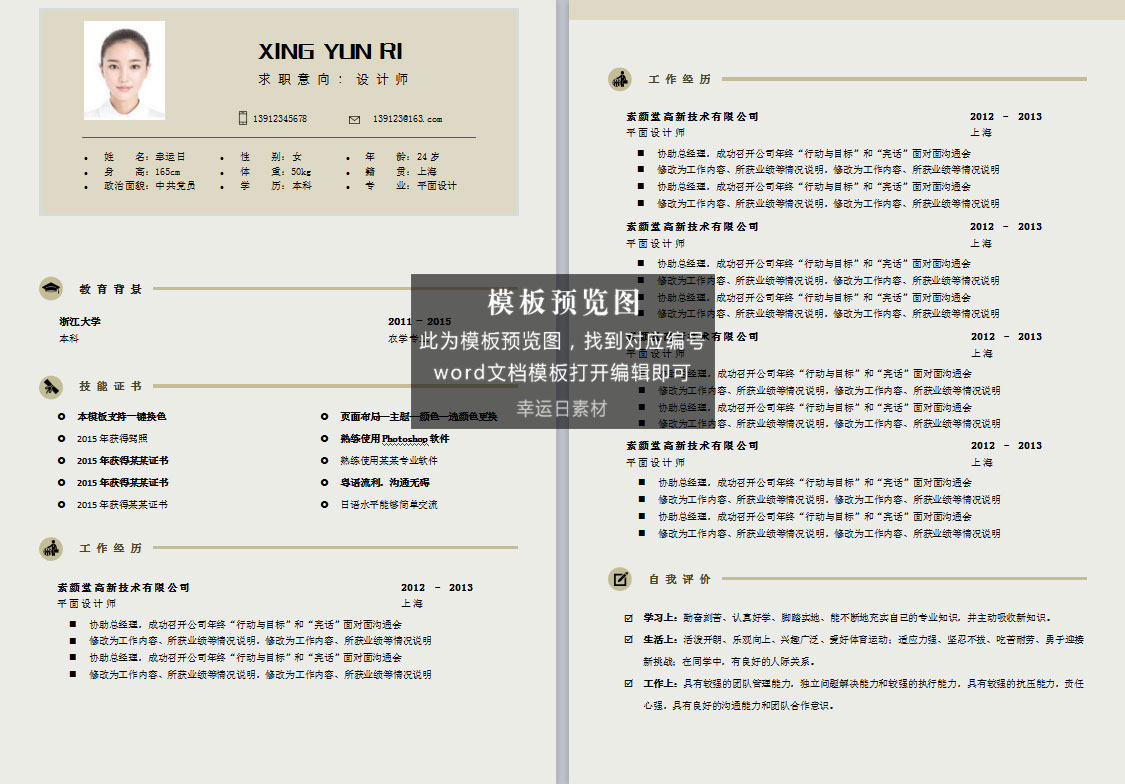 XING YUN RI
求职意向：设计师
13912345678 139123@163.com
姓 名：幸运日 性 别：女 年 龄：24岁
身 高：165cm 体 重：50kg 籍 贯：上海
政治面貌：中共党员 学 历：本科 专 业：平面设计
教育背景
浙江大学 2011 - 2015
本科 农学专
技能证书
本模板支持一键换色 页面布局—主题—颜色—选颜色更换
2015年获得驾照 熟练使用Photoshop软件
2015年获得某某证书 熟练使用某某专业软件
2015年获得某某证书 粤语流利，沟通无碍
2015年获得某某证书 日语水平能够简单交流
工作经历
素颜堂高新技术有限公司 2012 - 2013
平面设计师 上海
协助总经理，成功召开公司年终“行动与目标”和“亮话”面对面沟通会
修改为工作内容、所获业绩等情况说明，修改为工作内容、所获业绩等情况说明
协助总经理，成功召开公司年终“行动与目标”和“亮话”面对面沟通会
修改为工作内容、所获业绩等情况说明，修改为工作内容、所获业绩等情况说明
工作经历
素颜堂高新技术有限公司 2012 - 2013
平面设计师 上海
协助总经理，成功召开公司年终“行动与目标”和“亮话”面对面沟通会
修改为工作内容、所获业绩等情况说明，修改为工作内容、所获业绩等情况说明
协助总经理，成功召开公司年终“行动与目标”和“亮话”面对面沟通会
修改为工作内容、所获业绩等情况说明，修改为工作内容、所获业绩等情况说明
素颜堂高新技术有限公司 2012 - 2013
平面设计师 上海
协助总经理，成功召开公司年终“行动与目标”和“亮话”面对面沟通会
修改为工作内容、所获业绩等情况说明，修改为工作内容、所获业绩等情况说明
协助总经理，成功召开公司年终“行动与目标”和“亮话”面对面沟通会
修改为工作内容、所获业绩等情况说明，修改为工作内容、所获业绩等情况说明
素颜堂高新技术有限公司 2012 - 2013
平面设计师 上海
协助总经理，成功召开公司年终“行动与目标”和“亮话”面对面沟通会
修改为工作内容、所获业绩等情况说明，修改为工作内容、所获业绩等情况说明
协助总经理，成功召开公司年终“行动与目标”和“亮话”面对面沟通会
修改为工作内容、所获业绩等情况说明，修改为工作内容、所获业绩等情况说明
素颜堂高新技术有限公司 2012 - 2013
平面设计师 上海
协助总经理，成功召开公司年终“行动与目标”和“亮话”面对面沟通会
修改为工作内容、所获业绩等情况说明，修改为工作内容、所获业绩等情况说明
协助总经理，成功召开公司年终“行动与目标”和“亮话”面对面沟通会
修改为工作内容、所获业绩等情况说明，修改为工作内容、所获业绩等情况说明
自我评价
学习上：勤奋刻苦、认真好学、脚踏实地、能不断地充实自已的专业知识，并主动吸收新知识。
生活上：活泼开朗、乐观向上、兴趣广泛、爱好体育运动；适应力强、坚忍不拔、吃苦耐劳、勇于迎接
新挑战；在同学中，有良好的人际关系。
工作上：具有较强的团队管理能力，独立问题解决能力和较强的执行能力，具有较强的抗压能力，责任
心强，具有良好的沟通能力和团队合作意识。
模板预览图
此为模板预览图，找到对应编号
word文档模板打开编辑即可
幸运日素材